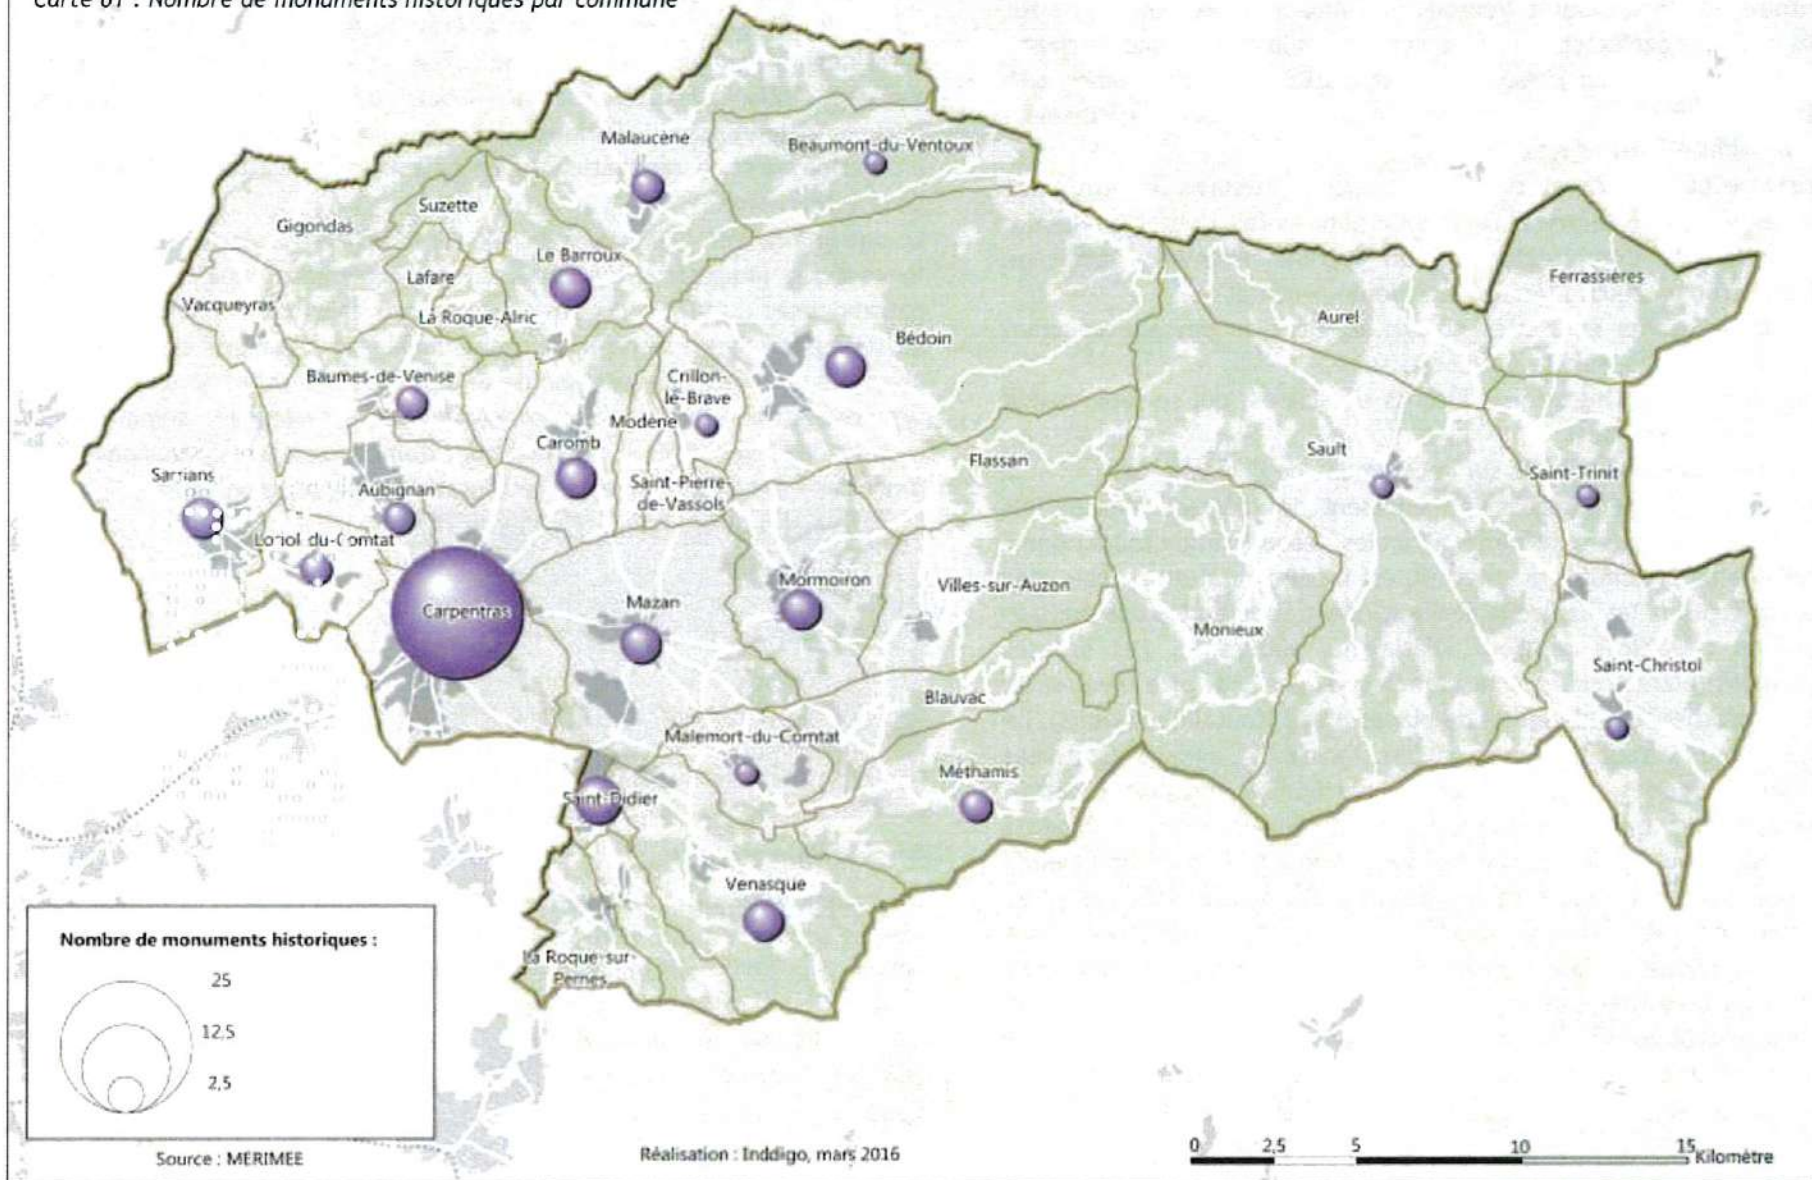 Carte 61 : Nombre de monuments historiques par commune
Malaucène
Beaumont-du-Ventoux
Suzette
Gigondas
Le Barroux
Lafare
Ferrassières
Vacqueyras
La Roque-Alric
Aurel
Bédoin
Baumes-de-Venise
Crillon-
le-Brave
Modène
Caromb
Sault
Flassan
Sarrians
Saint-Trinit
Aubignan
Saint-Pierre-
de-Vassols
Loriol-du-Comtat
Mormoiron
Villes-sur-Auzon
Carpentras
Mazan
Monieux
Saint-Christol
Blauvac
Malemort-du-Comtat
Méthamis
Saint-Didier
Venasque
La Roque-sur-
Pernes
Nombre de monuments historiques :
25
12,5
2,5
Source : MERIMEE
Réalisation : Inddigo, mars 2016
0 2,5 5 10 15
Kilomètre